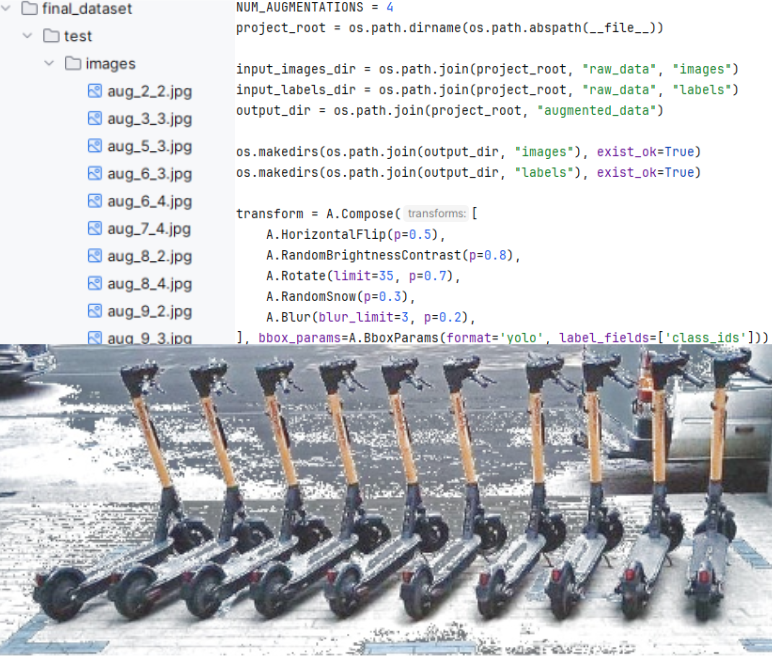 final_dataset
test
images
aug_2_2.jpg
aug_3_3.jpg
aug_5_3.jpg
aug_6_3.jpg
aug_6_4.jpg
aug_7_4.jpg
aug_8_2.jpg
aug_8_4.jpg
aug_9_2.jpg
aug_9_3.jpg
NUM_AUGMENTATIONS = 4
project_root = os.path.dirname(os.path.abspath(__file__))
input_images_dir = os.path.join(project_root, "raw_data", "images")
input_labels_dir = os.path.join(project_root, "raw_data", "labels")
output_dir = os.path.join(project_root, "augmented_data")
os.makedirs(os.path.join(output_dir, "images"), exist_ok=True)
os.makedirs(os.path.join(output_dir, "labels"), exist_ok=True)
transform = A.Compose( transforms: [
A.HorizontalFlip(p=0.5),
A.RandomBrightnessContrast(p=0.8),
A.Rotate(limit=35, p=0.7),
A.RandomSnow(p=0.3),
A.Blur(blur_limit=3, p=0.2),
], bbox_params=A.BboxParams(format='yolo', label_fields=['class_ids']))